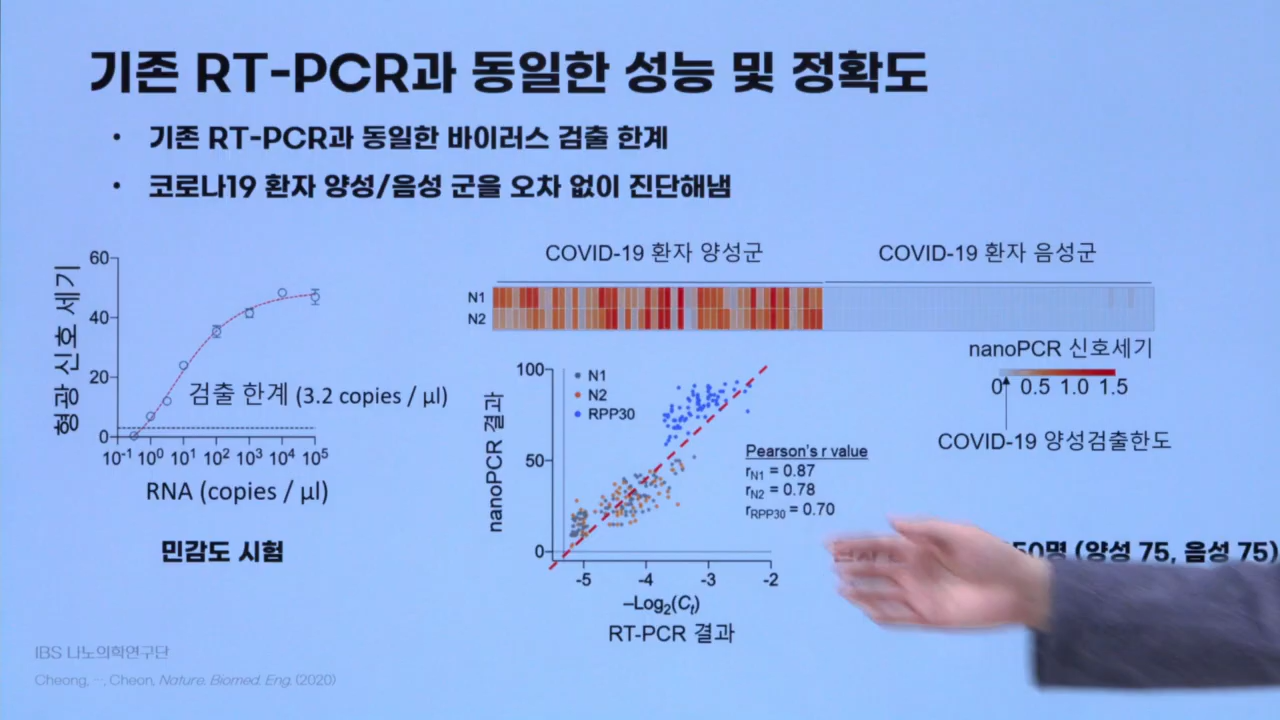 기존 RT-PCR과 동일한 성능 및 정확도
• 기존 RT-PCR과 동일한 바이러스 검출 한계
• 코로나19 환자 양성/음성 군을 오차 없이 진단해냄
형광 신호 세기
60
40
20
0
검출 한계 (3.2 copies / μl)
10⁻¹ 10⁰ 10¹ 10² 10³ 10⁴ 10⁵
RNA (copies / μl)
민감도 시험
COVID-19 환자 양성군
COVID-19 환자 음성군
N1
N2
nanoPCR 신호세기
0 0.5 1.0 1.5
COVID-19 양성검출한도
nanoPCR 결과
100
50
0
N1
N2
RPP30
Pearson's r value
r_N1 = 0.87
r_N2 = 0.78
r_RPP30 = 0.70
-5 -4 -3 -2
–Log₂(Cₜ)
RT-PCR 결과
50명 (양성 75, 음성 75)
IBS 나노의학연구단
Cheong, ···, Cheon, Nature. Biomed. Eng. (2020)